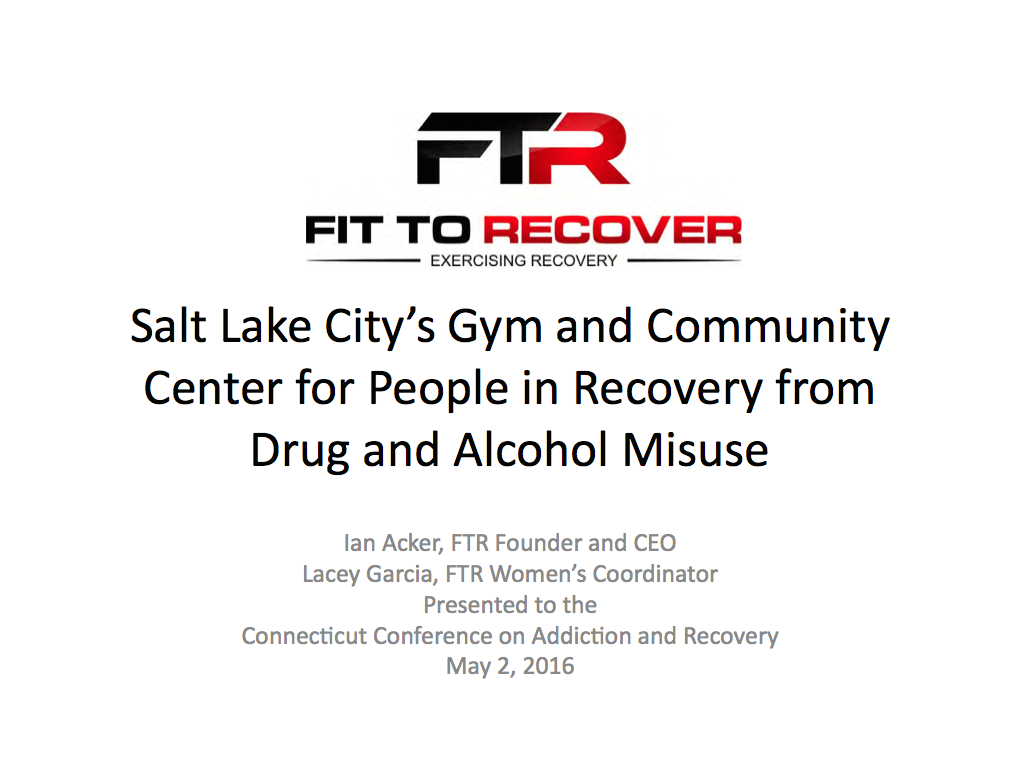 FTR
FIT TO RECOVER
EXERCISING RECOVERY
Salt Lake City’s Gym and Community
Center for People in Recovery from
Drug and Alcohol Misuse
Ian Acker, FTR Founder and CEO
Lacey Garcia, FTR Women’s Coordinator
Presented to the
Connecticut Conference on Addiction and Recovery
May 2, 2016